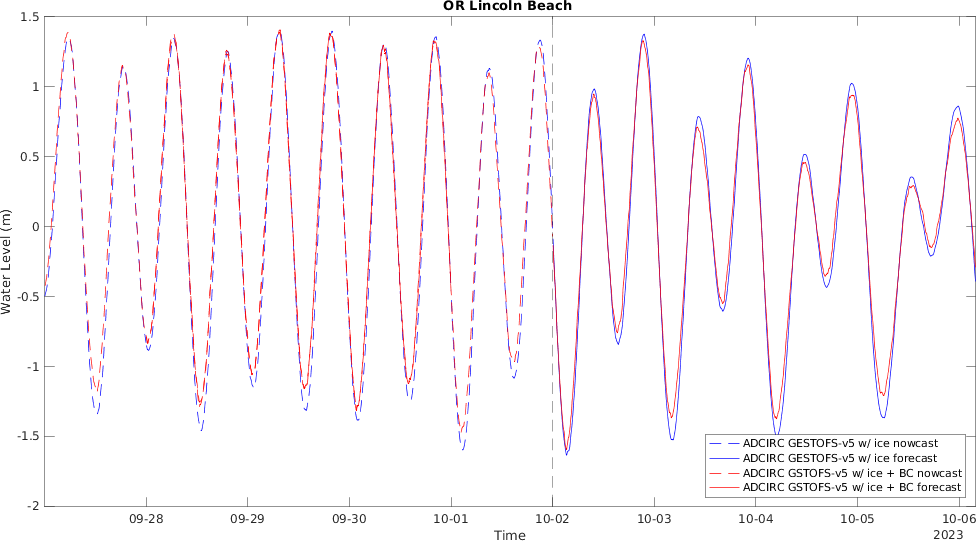 OR Lincoln Beach
1.5
1
0.5
0
-0.5
-1
-1.5
-2
Water Level (m)
ADCIRC GESTOFS-v5 w/ ice nowcast
ADCIRC GESTOFS-v5 w/ ice forecast
ADCIRC GSTOFS-v5 w/ ice + BC nowcast
ADCIRC GSTOFS-v5 w/ ice + BC forecast
09-28 09-29 09-30 10-01 10-02 10-03 10-04 10-05 10-06
Time
2023